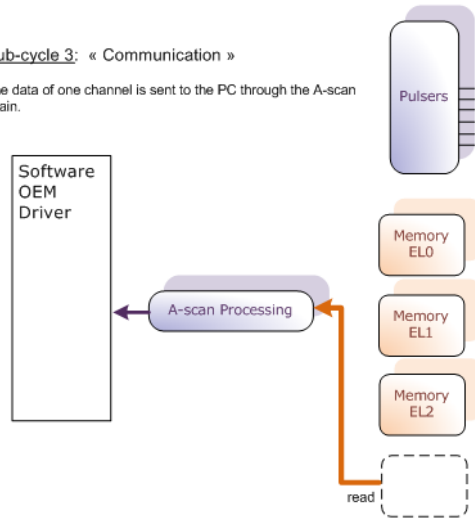 ub-cycle 3: « Communication »
e data of one channel is sent to the PC through the A-scan
ain.
Pulsers
Software
OEM
Driver
Memory
EL0
A-scan Processing
Memory
EL1
Memory
EL2
read